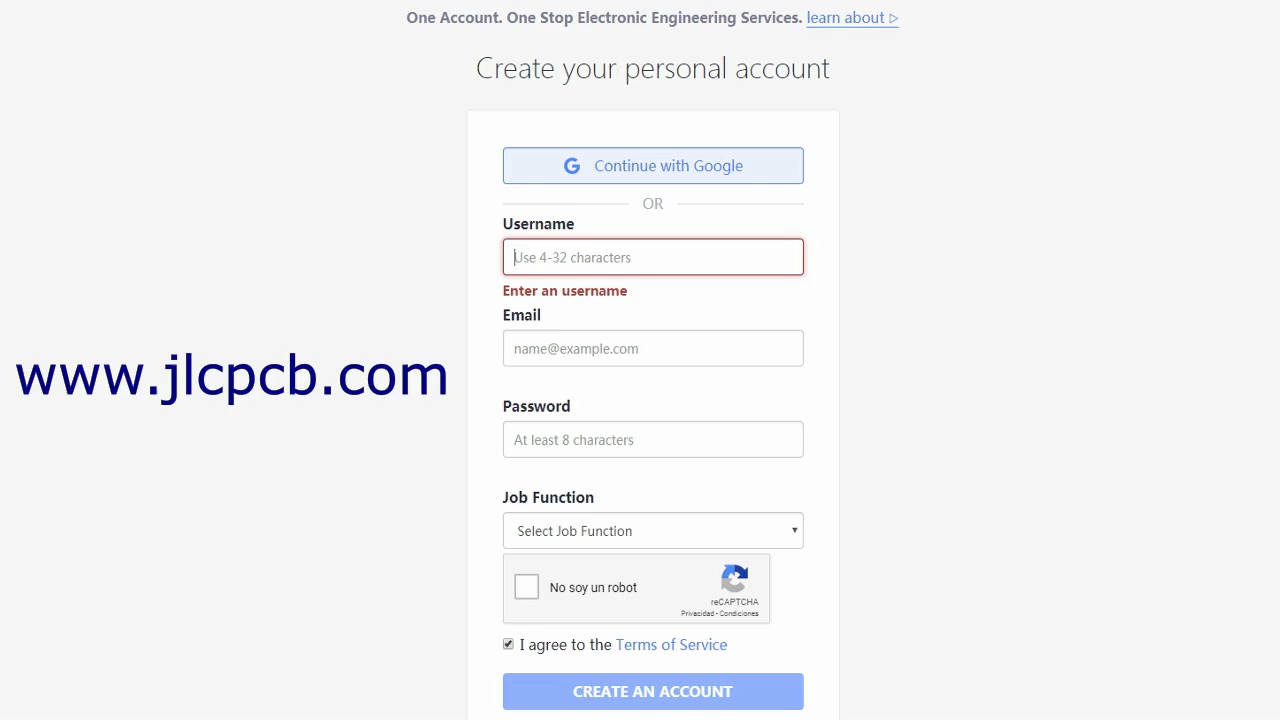 One Account. One Stop Electronic Engineering Services. learn about ▷
Create your personal account
G Continue with Google
OR
Username
Use 4-32 characters
Enter an username
Email
name@example.com
www.jlcpcb.com
Password
At least 8 characters
Job Function
Select Job Function
No soy un robot
reCAPTCHA
Privacidad - Condiciones
I agree to the Terms of Service
CREATE AN ACCOUNT